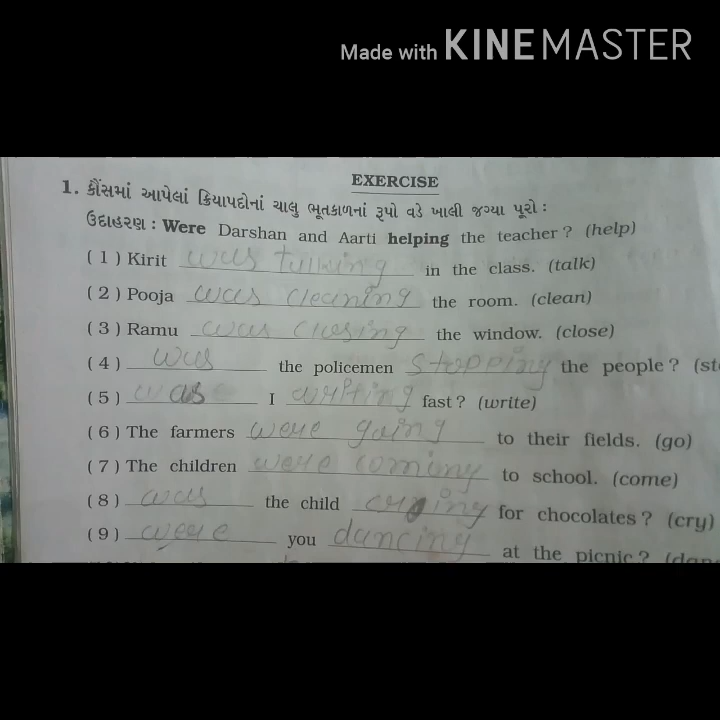 Made with KINEMASTER
EXERCISE
1. કૌંસમાં આપેલાં ક્રિયાપદોનાં ચાલુ ભૂતકાળનાં રૂપો વડે ખાલી જગ્યા પૂરો :
ઉદાહરણ : Were Darshan and Aarti helping the teacher ? (help)
( 1 ) Kirit was talking in the class. (talk)
( 2 ) Pooja was cleaning the room. (clean)
( 3 ) Ramu was closing the window. (close)
( 4 ) was the policemen stopping the people ? (st
( 5 ) was I writing fast ? (write)
( 6 ) The farmers were going to their fields. (go)
( 7 ) The children were coming to school. (come)
( 8 ) was the child crying for chocolates ? (cry)
( 9 ) were you dancing at the picnic ? (dan